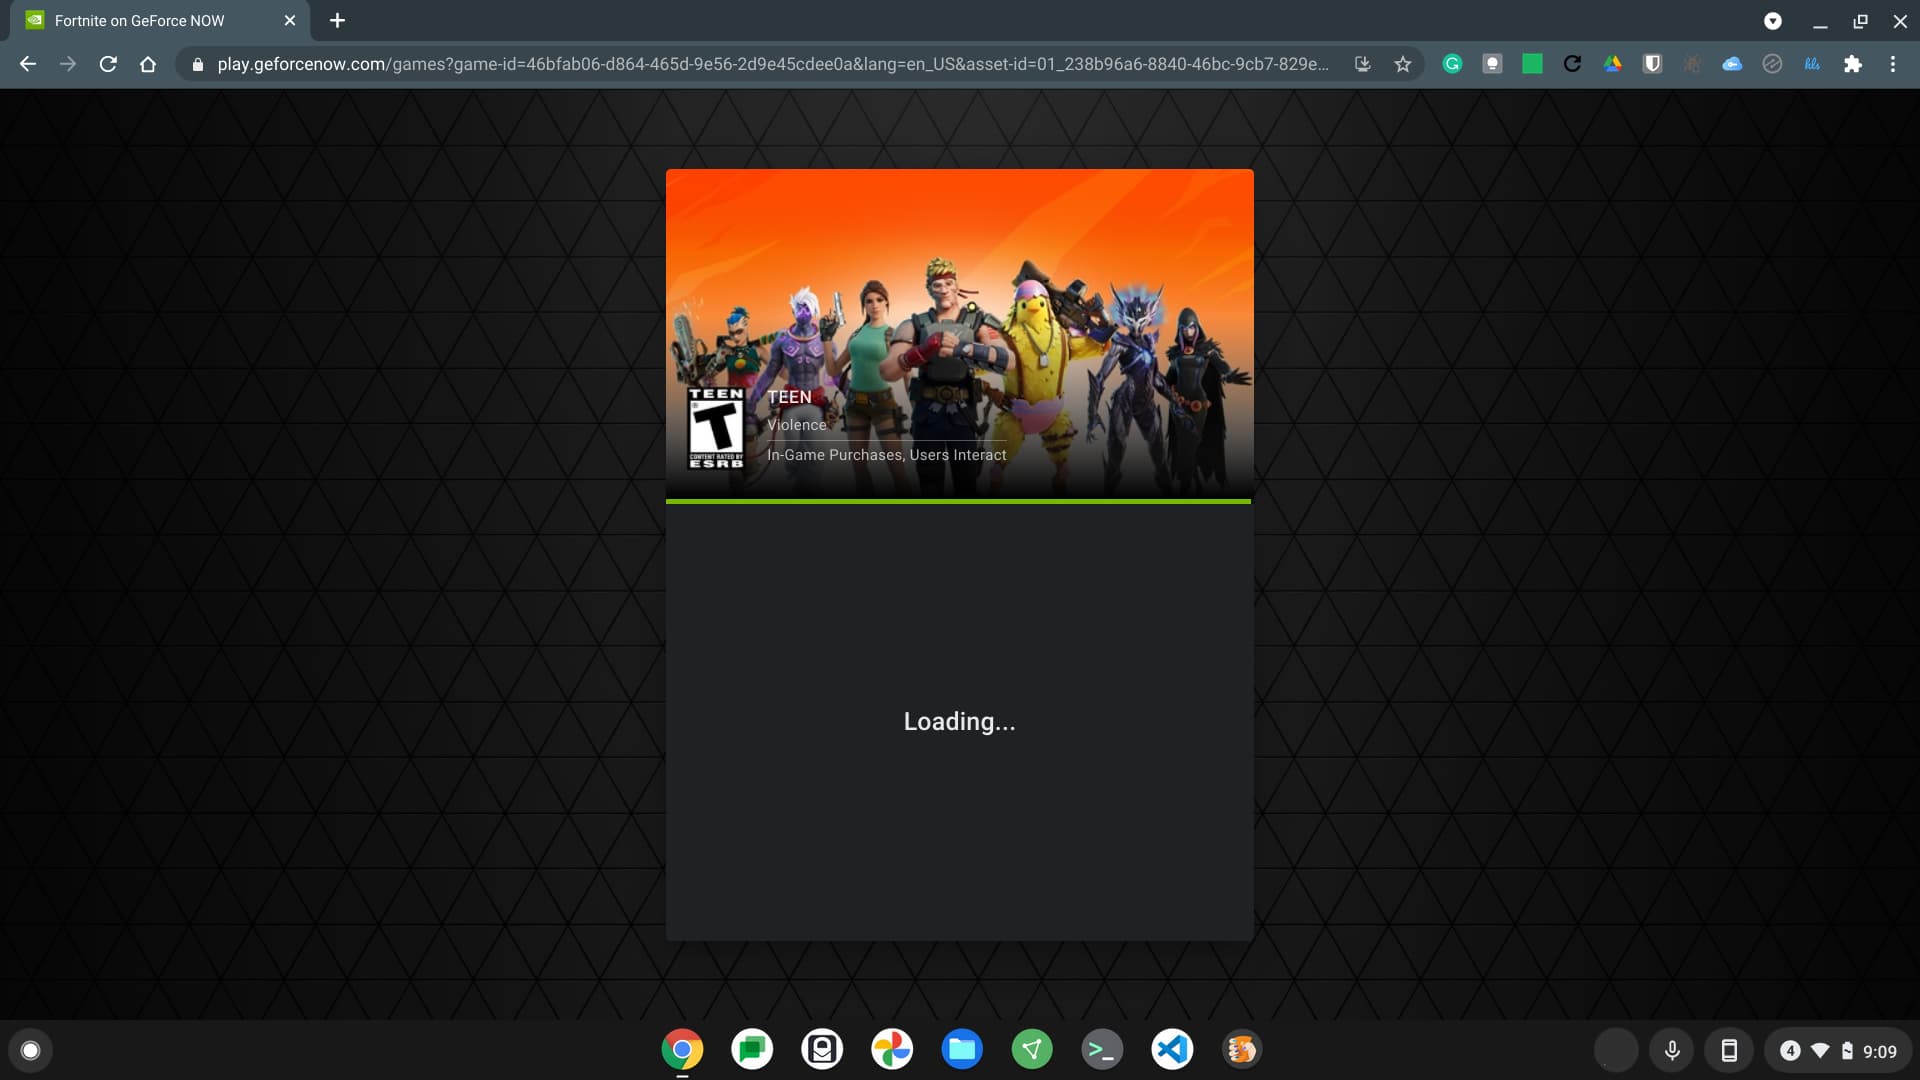 Fortnite on GeForce NOW
play.geforcenow.com/games?game-id=46bfab06-d864-465d-9e56-2d9e45cdee0a&lang=en_US&asset-id=01_238b96a6-8840-46bc-9cb7-829e...
hls
TEEN
T
CONTENT RATED BY
ESRB
TEEN
Violence
In-Game Purchases, Users Interact
Loading...
4
9:09